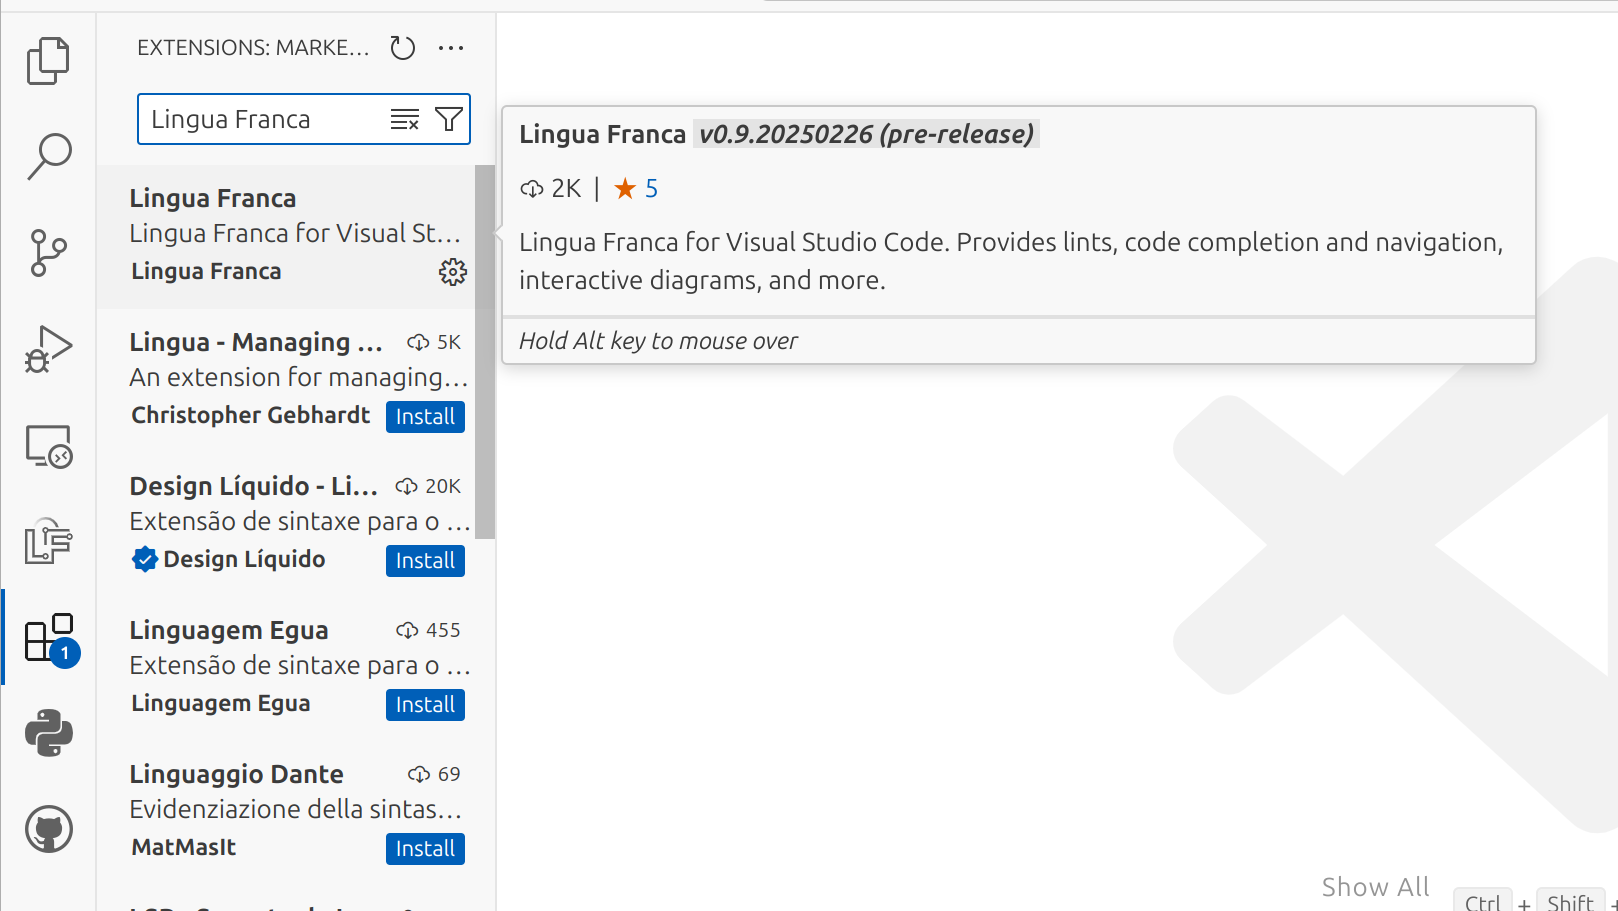 EXTENSIONS: MARKE...
Lingua Franca
Lingua Franca
Lingua Franca for Visual St...
Lingua Franca
Lingua - Managing ... 5K
An extension for managing...
Christopher Gebhardt Install
Design Líquido - Li... 20K
Extensão de sintaxe para o ...
Design Líquido Install
Linguagem Egua 455
Extensão de sintaxe para o ...
Linguagem Egua Install
Linguaggio Dante 69
Evidenziazione della sintas...
MatMasIt Install
1
Lingua Franca v0.9.20250226 (pre-release)
2K | ★ 5
Lingua Franca for Visual Studio Code. Provides lints, code completion and navigation,
interactive diagrams, and more.
Hold Alt key to mouse over
Show All
Ctrl + Shift +